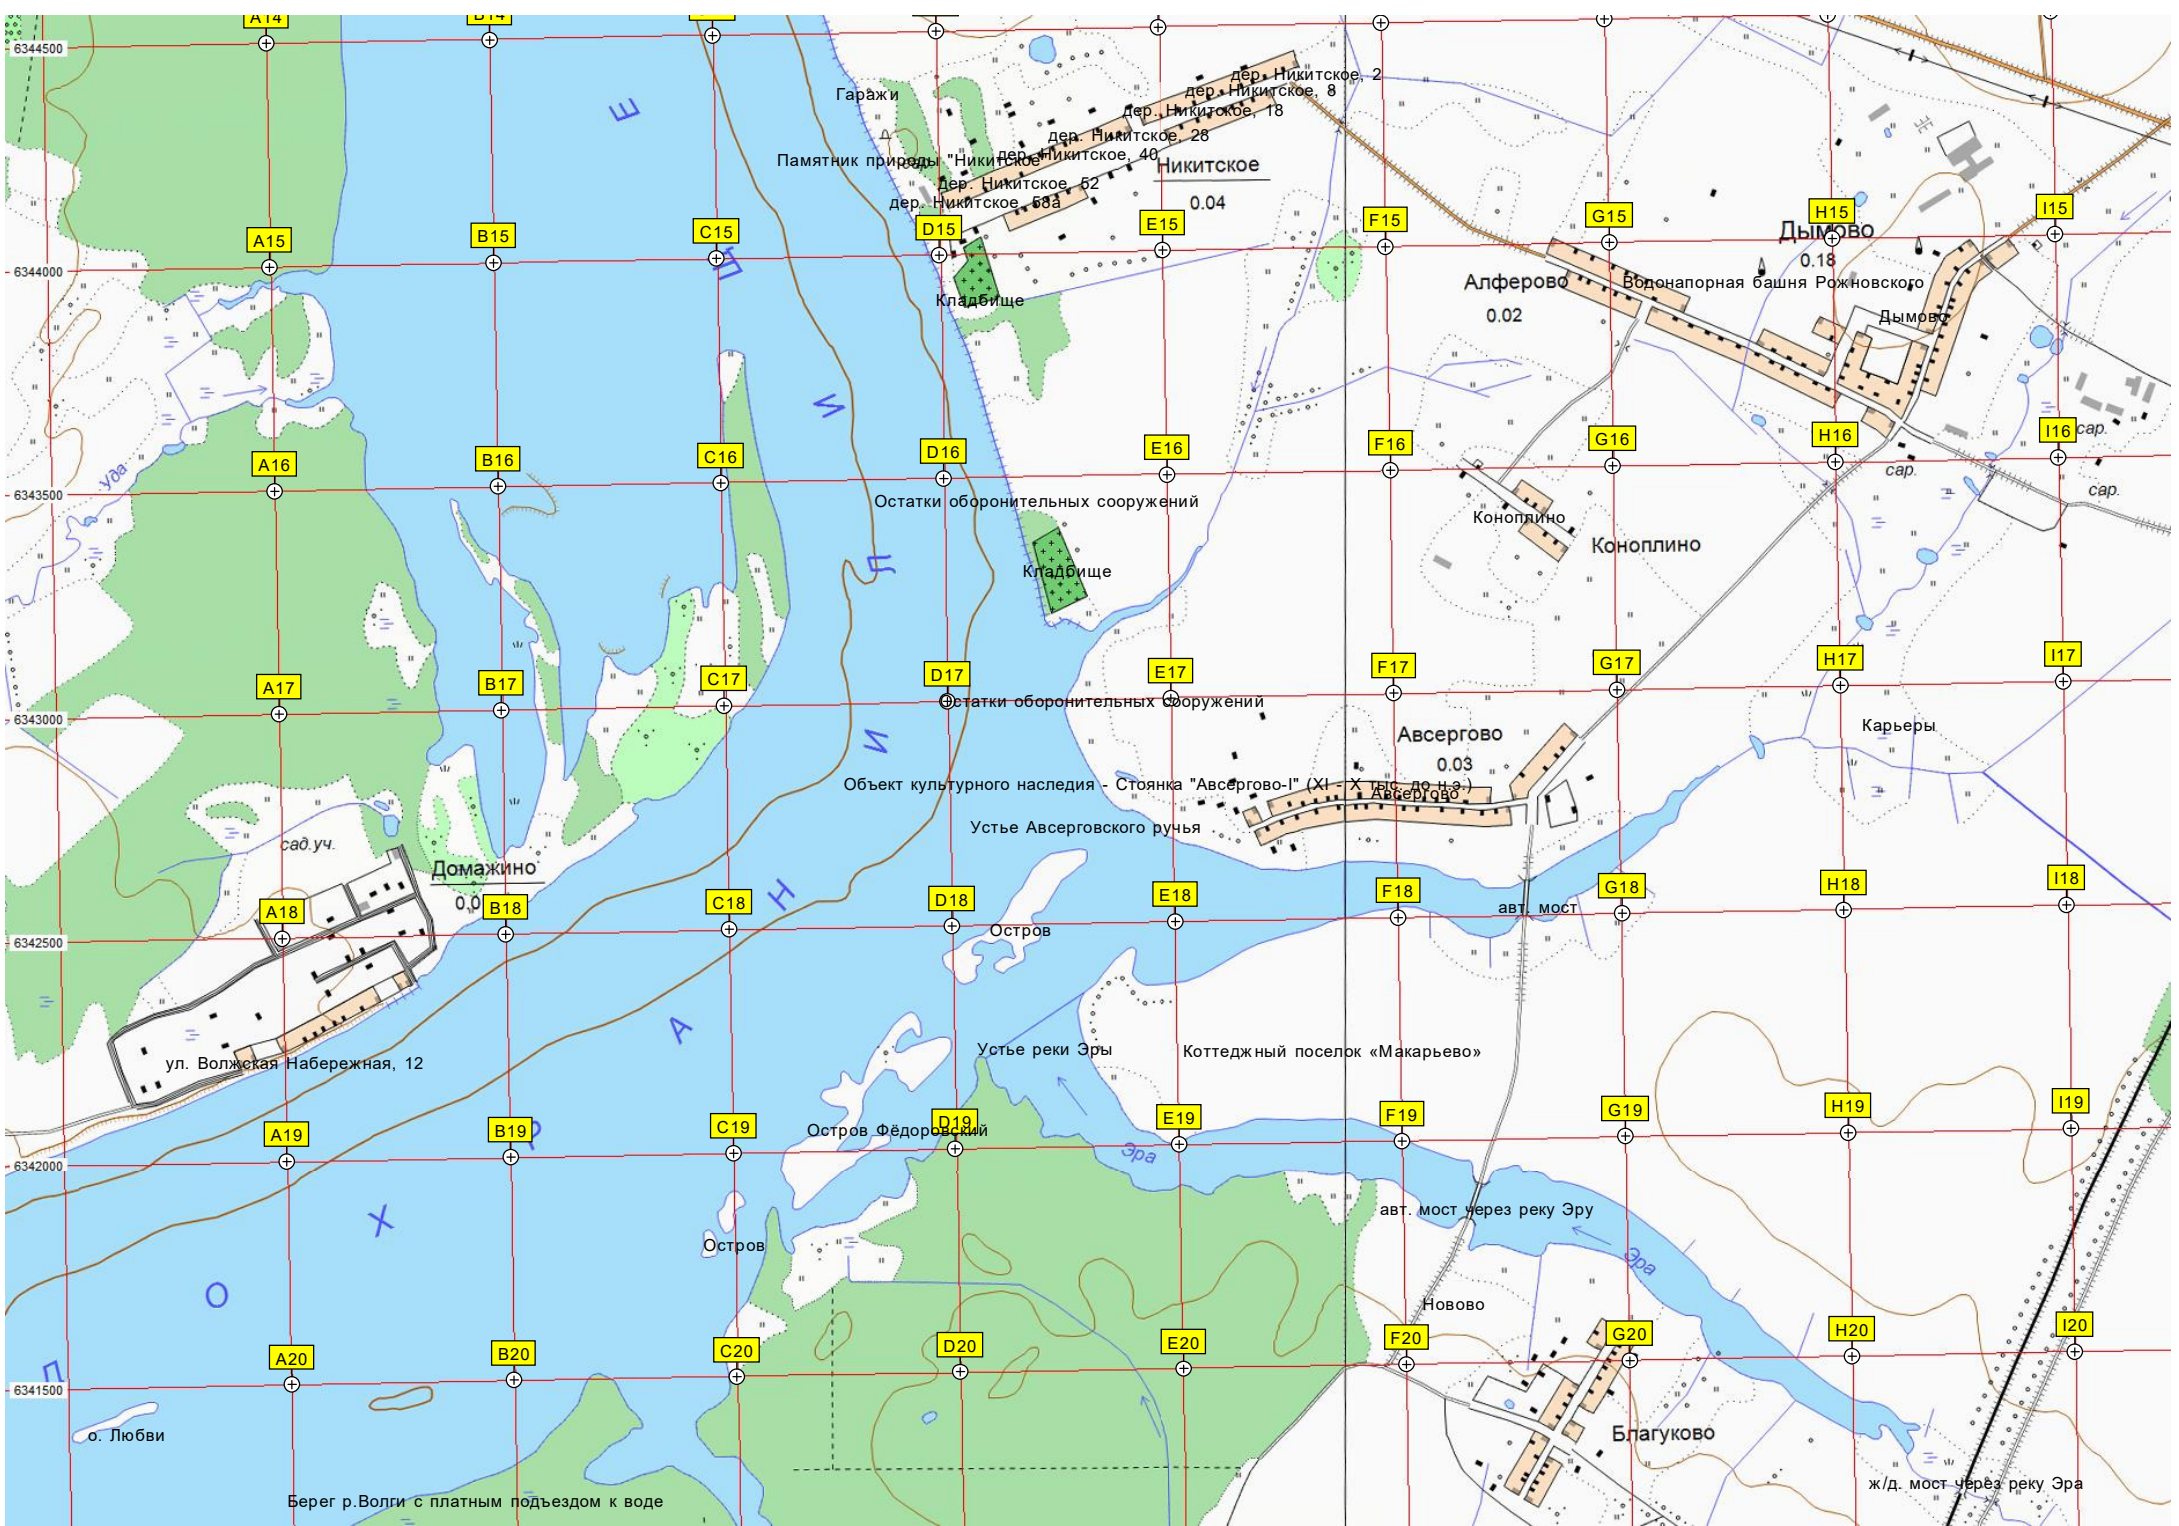 A14
B14
6344500
Ш
Гаражи
дер. Никитское, 2
дер. Никитское, 8
дер. Никитское, 18
дер. Никитское, 28
дер. Никитское, 40
Памятник природы "Никитское"
сар.
Никитское
0.04
дер. Никитское, 52
дер. Никитское, 58а
A15
B15
C15
D15
E15
F15
G15
H15
I15
Дымово
0.18
6344000
П
Кладбище
Алферово
0.02
Водонапорная башня Рожновского
Дымово
И
A16
B16
C16
D16
E16
F16
G16
H16
I16
сар.
сар.
сар.
Уда
6343500
Остатки оборонительных сооружений
Коноплино
Коноплино
Л
Кладбище
A17
B17
C17
D17
E17
F17
G17
H17
I17
6343000
Остатки оборонительных сооружений
И
Авсергово
0.03
Карьеры
Объект культурного наследия - Стоянка "Авсергово-I" (XI - X тыс. до н.э.)
Авсергово
Устье Авсерговского ручья
сад.уч.
Домажино
0.0
Н
A18
B18
C18
D18
E18
F18
G18
H18
I18
авт. мост
6342500
Остров
А
Устье реки Эры
Коттеджный поселок «Макарьево»
ул. Волжская Набережная, 12
A19
B19
C19
D19
E19
F19
G19
H19
I19
Р
Остров Фёдоровский
Эра
6342000
Х
Остров
авт. мост через реку Эру
Эра
О
Новово
A20
B20
C20
D20
E20
F20
G20
H20
I20
П
6341500
о. Любви
Благуково
Берег р.Волги с платным подъездом к воде
ж/д. мост через реку Эра